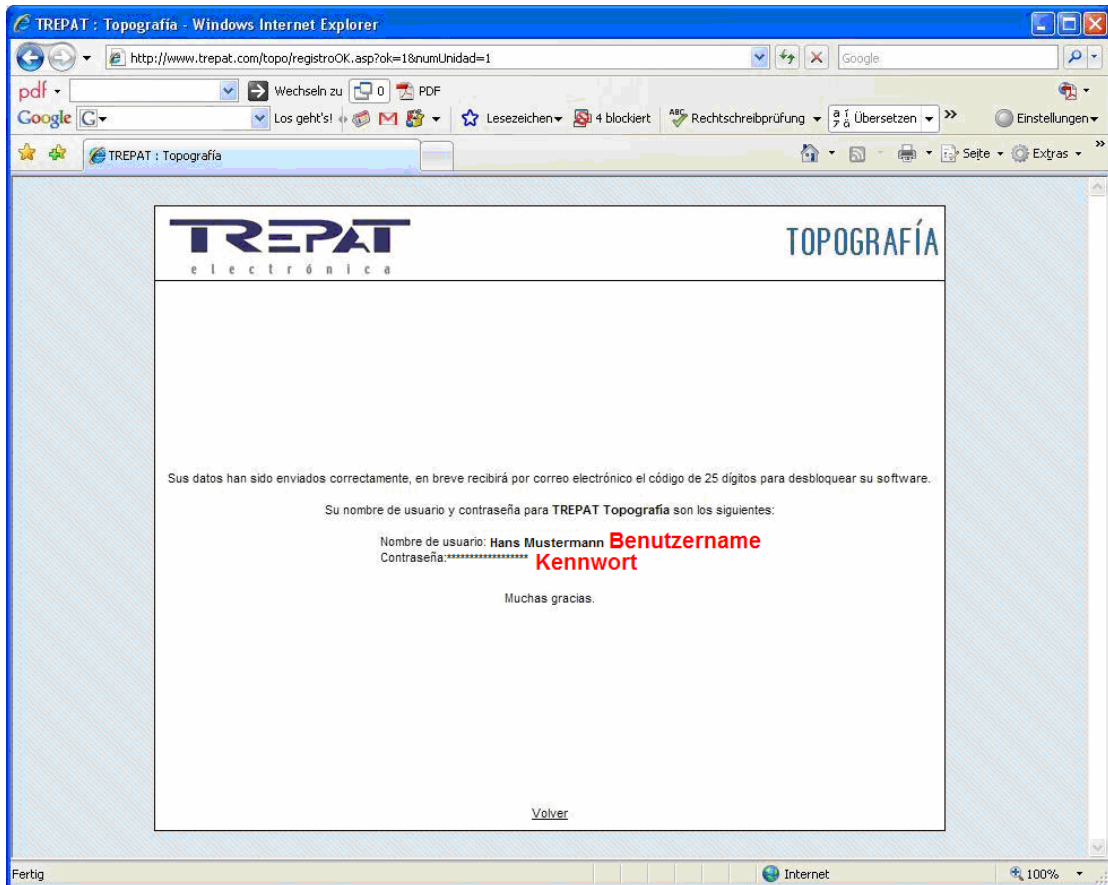 TREPAT : Topografía - Windows Internet Explorer
http://www.trepat.com/topo/registroOK.asp?ok=1&numUnidad=1
Google
pdf
Wechseln zu 0 PDF
Google G Los geht's! Lesezeichen 4 blockiert Rechtschreibprüfung Übersetzen » Einstellungen
TREPAT : Topografía
Seite Extras »
TREPAT
electrónica
TOPOGRAFÍA
Sus datos han sido enviados correctamente, en breve recibirá por correo electrónico el código de 25 dígitos para desbloquear su software.
Su nombre de usuario y contraseña para TREPAT Topografía son los siguientes:
Nombre de usuario: Hans Mustermann Benutzername
Contraseña:****************** Kennwort
Muchas gracias.
Volver
Fertig
Internet
100%